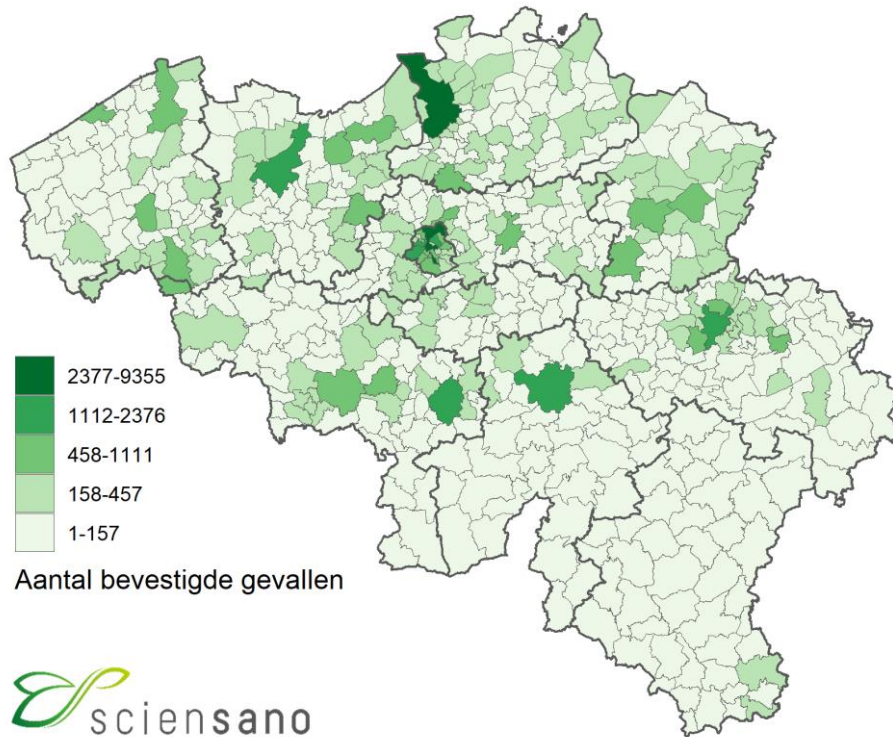 2377-9355
1112-2376
458-1111
158-457
1-157
Aantal bevestigde gevallen
sciensano